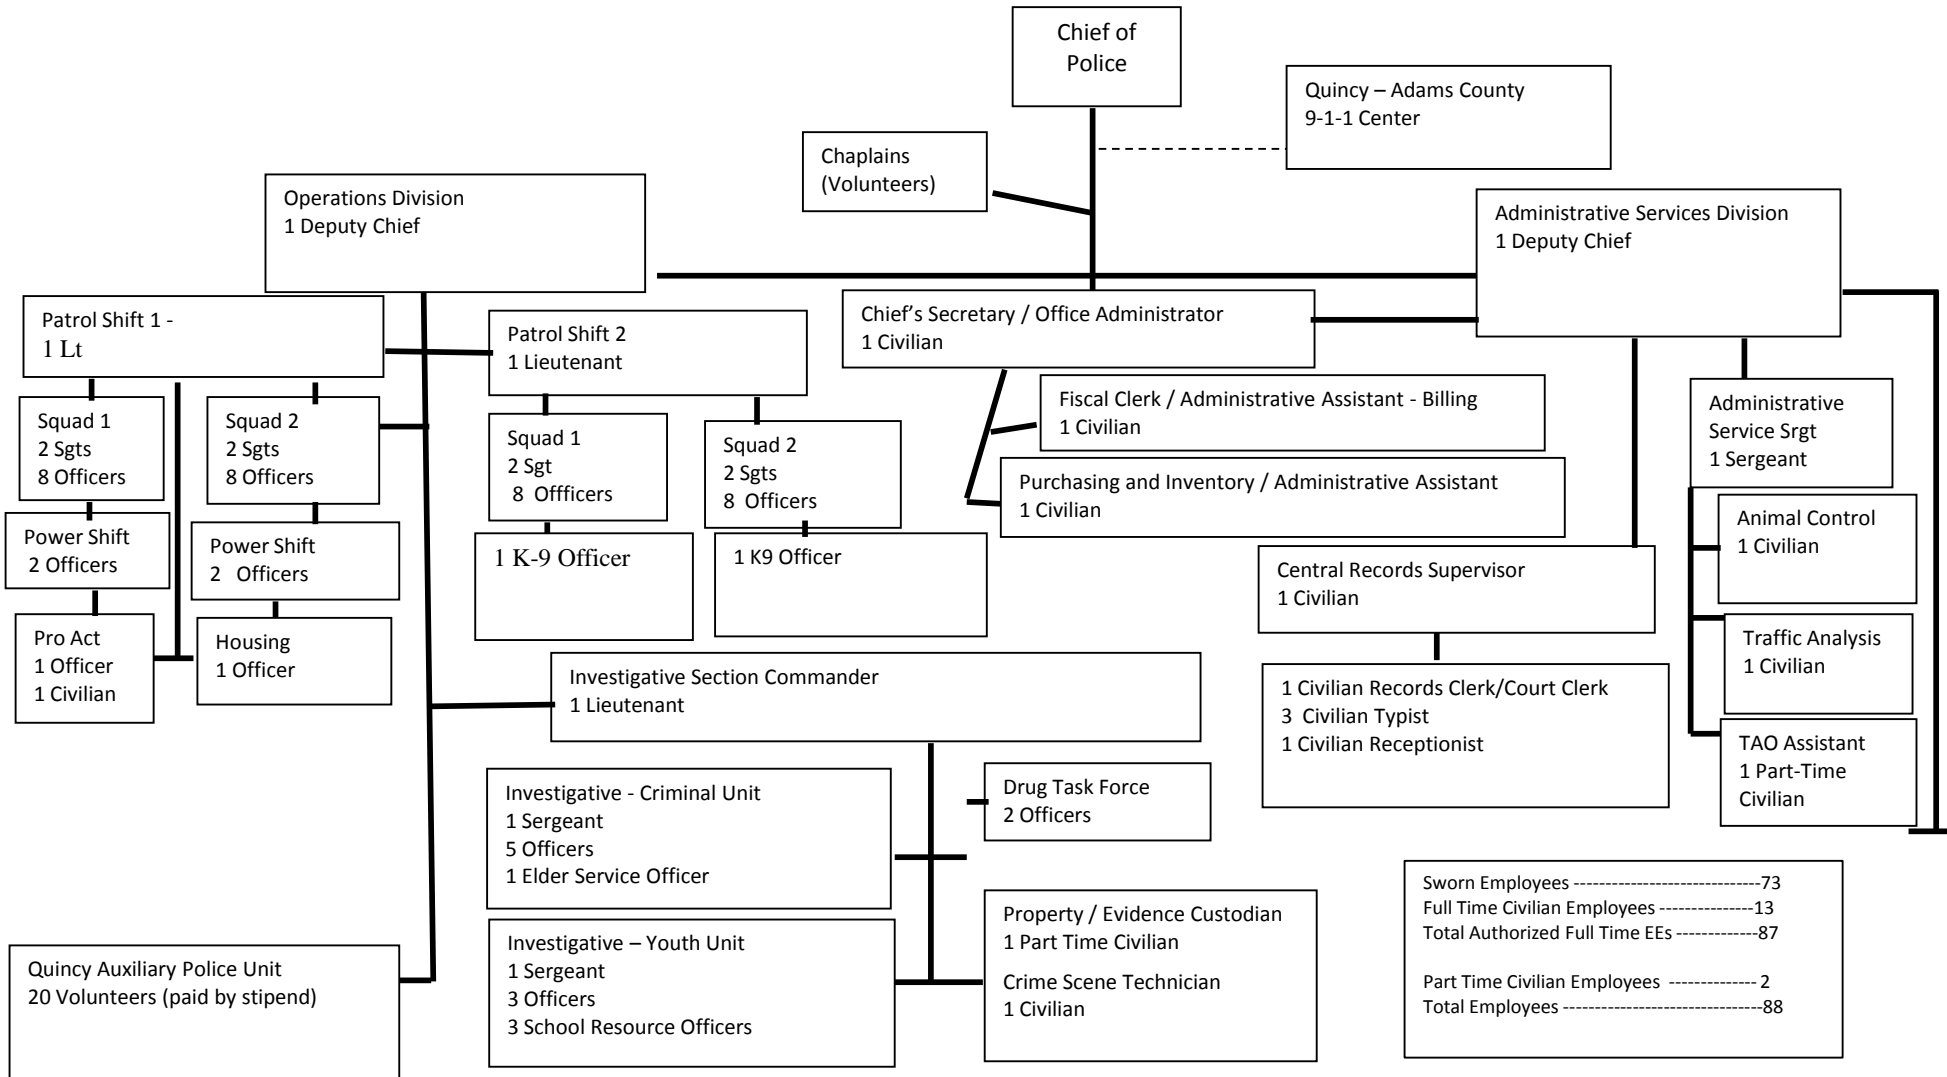 Chief of
Police
Quincy – Adams County
9-1-1 Center
Chaplains
(Volunteers)
Operations Division
1 Deputy Chief
Administrative Services Division
1 Deputy Chief
Patrol Shift 1 -
1 Lt
Patrol Shift 2
1 Lieutenant
Chief’s Secretary / Office Administrator
1 Civilian
Squad 1
2 Sgts
8 Officers
Squad 2
2 Sgts
8 Officers
Squad 1
2 Sgt
8 Offficers
Squad 2
2 Sgts
8 Officers
Fiscal Clerk / Administrative Assistant - Billing
1 Civilian
Purchasing and Inventory / Administrative Assistant
1 Civilian
Administrative
Service Srgt
1 Sergeant
Power Shift
2 Officers
Power Shift
2 Officers
1 K-9 Officer
1 K9 Officer
Central Records Supervisor
1 Civilian
Animal Control
1 Civilian
Pro Act
1 Officer
1 Civilian
Housing
1 Officer
Traffic Analysis
1 Civilian
Investigative Section Commander
1 Lieutenant
1 Civilian Records Clerk/Court Clerk
3 Civilian Typist
1 Civilian Receptionist
TAO Assistant
1 Part-Time
Civilian
Investigative - Criminal Unit
1 Sergeant
5 Officers
1 Elder Service Officer
Drug Task Force
2 Officers
Investigative – Youth Unit
1 Sergeant
3 Officers
3 School Resource Officers
Property / Evidence Custodian
1 Part Time Civilian
Crime Scene Technician
1 Civilian
Quincy Auxiliary Police Unit
20 Volunteers (paid by stipend)
Sworn Employees -----------------------------73
Full Time Civilian Employees ---------------13
Total Authorized Full Time EEs -------------87
Part Time Civilian Employees -------------- 2
Total Employees --------------------------------88